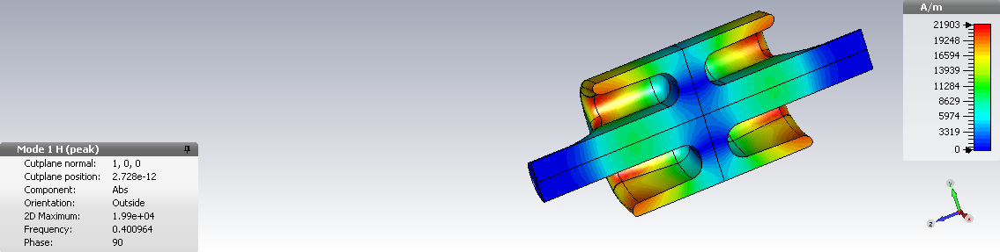 A/m
21903
19248
16594
13939
11284
8629
5974
3319
0
Mode 1 H (peak)
Cutplane normal: 1, 0, 0
Cutplane position: 2.728e-12
Component: Abs
Orientation: Outside
2D Maximum: 1.99e+04
Frequency: 0.400964
Phase: 90
y
z
x